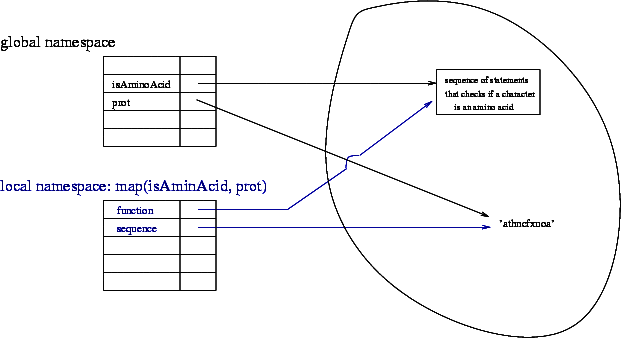 global namespace
isAminoAcid
prot
sequence of statements
that checks if a character
is an amino acid
local namespace: map(isAminAcid, prot)
function
sequence
'athncfxuoa'